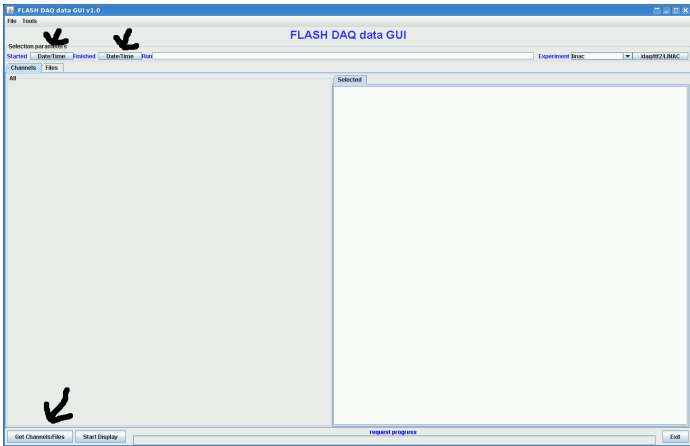 FLASH DAQ data GUI v1.0
File Tools
FLASH DAQ data GUI
Selection parameters
Started Date/Time Finished Date/Time Run Experiment linac /daq/ttf2/LINAC
Channels Files
All Selected
request progress
Get Channels/Files Start Display Exit